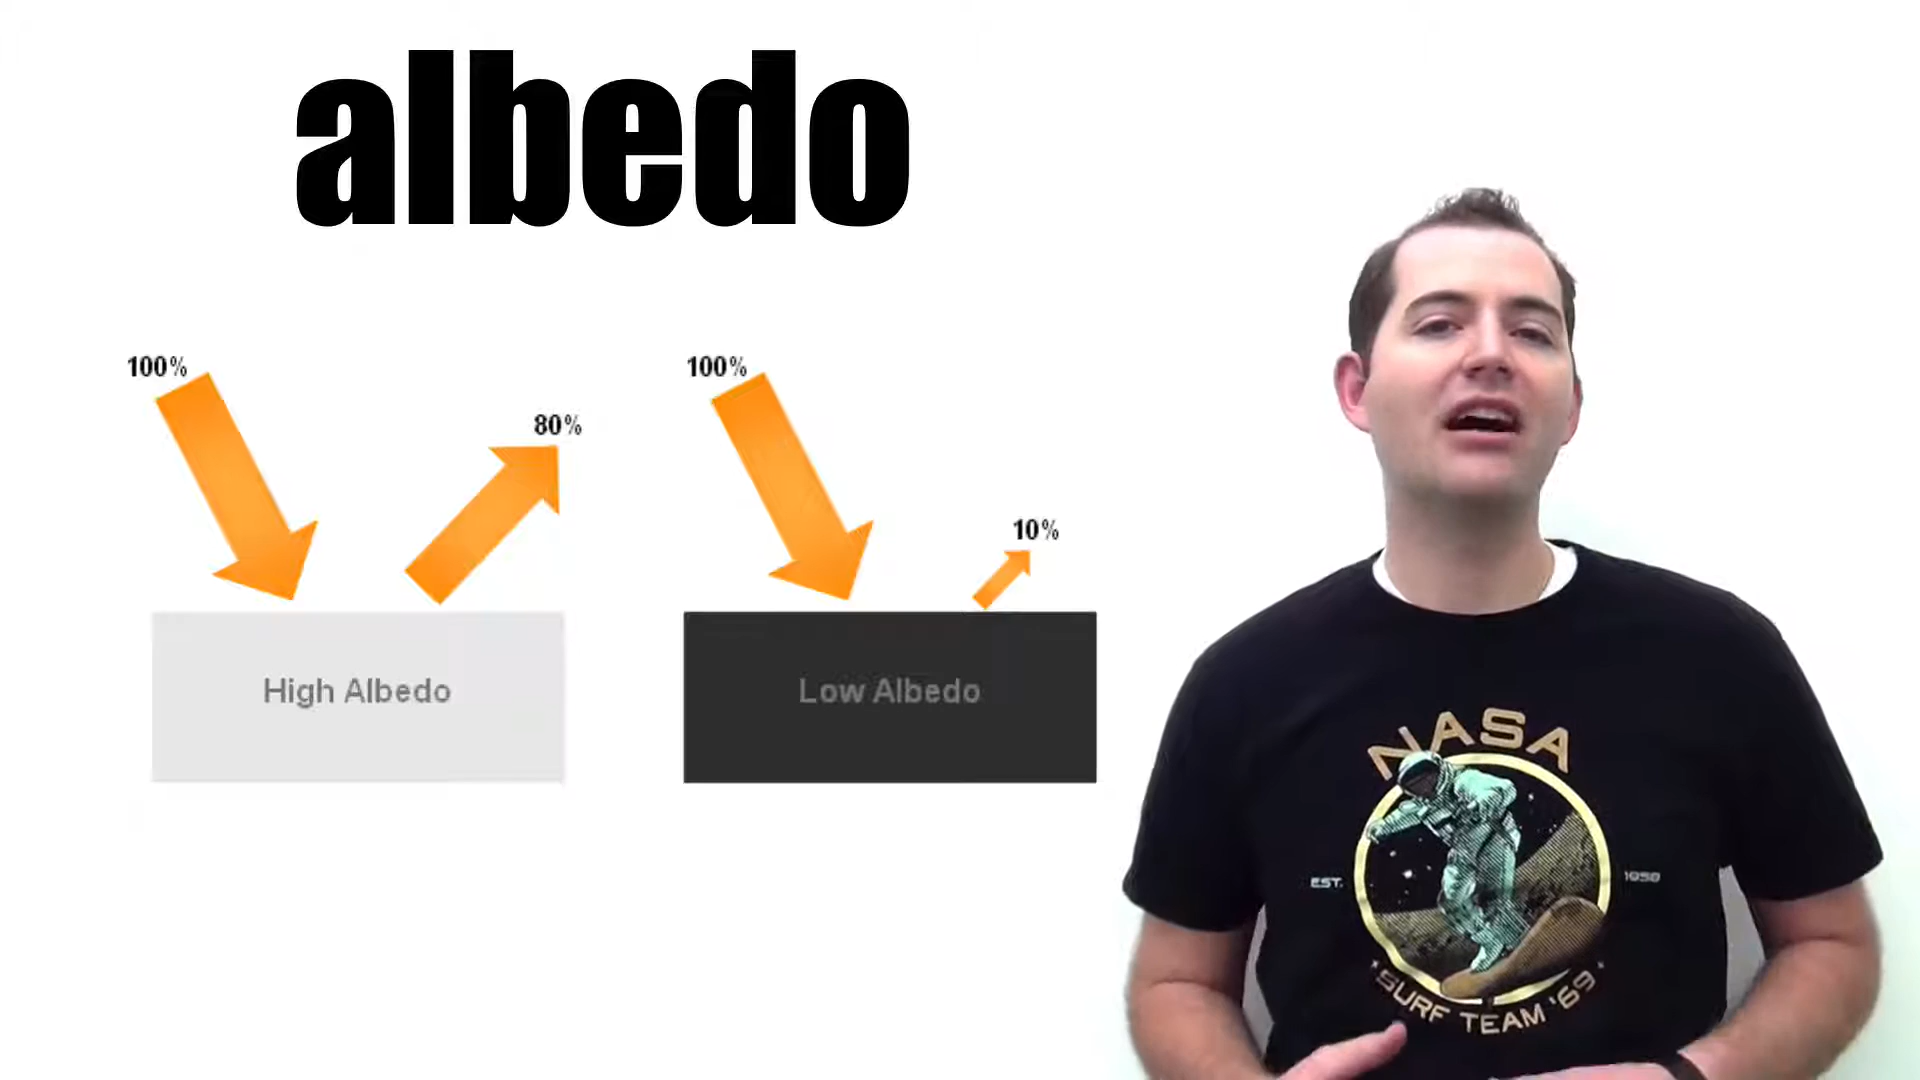 albedo
100%
80%
High Albedo
100%
10%
Low Albedo
NASA
EST. 1958
SURF TEAM '69